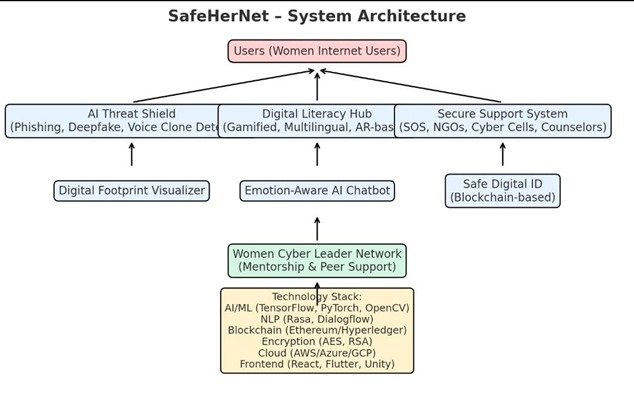 SafeHerNet – System Architecture
Users (Women Internet Users)
AI Threat Shield
(Phishing, Deepfake, Voice Clone Dete
Digital Literacy Hub
(Gamified, Multilingual, AR-bas
Secure Support System
(SOS, NGOs, Cyber Cells, Counselors)
Digital Footprint Visualizer
Emotion-Aware AI Chatbot
Safe Digital ID
(Blockchain-based)
Women Cyber Leader Network
(Mentorship & Peer Support)
Technology Stack:
AI/ML (TensorFlow, PyTorch, OpenCV)
NLP (Rasa, Dialogflow)
Blockchain (Ethereum/Hyperledger)
Encryption (AES, RSA)
Cloud (AWS/Azure/GCP)
Frontend (React, Flutter, Unity)